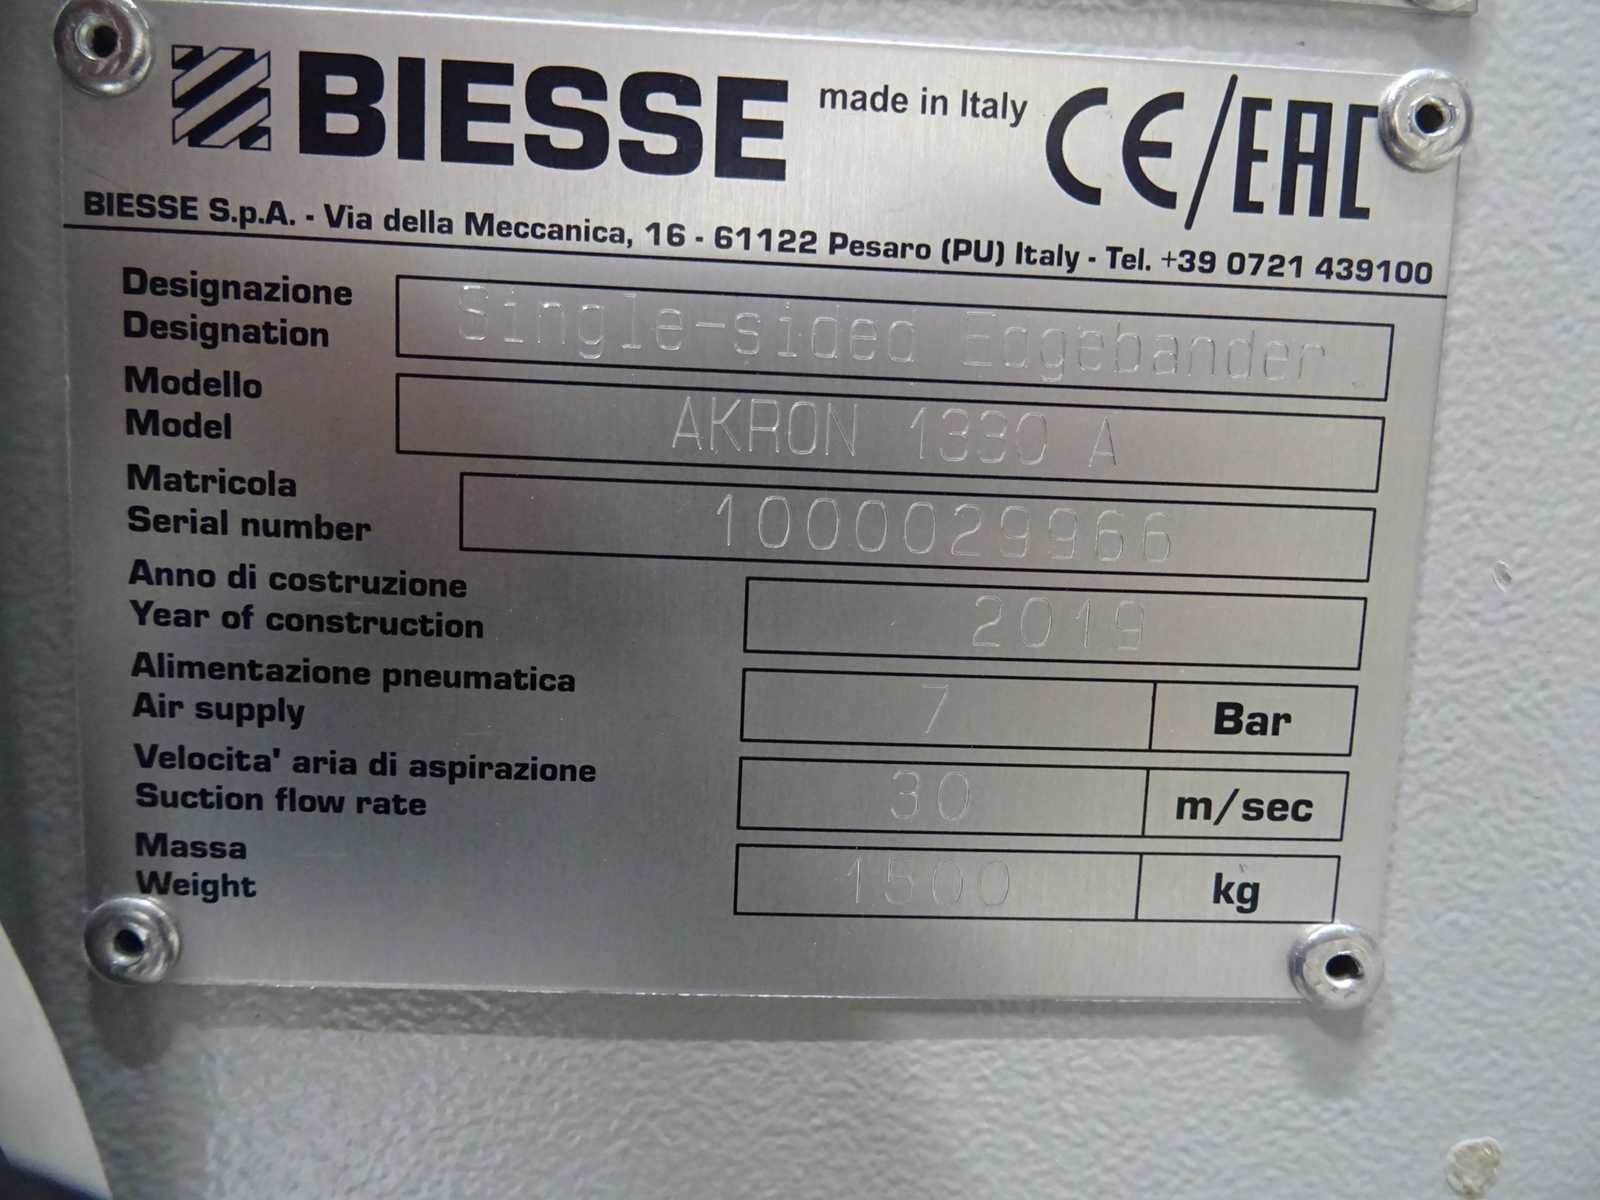 BIESSE made in Italy CE/EAC
BIESSE S.p.A. - Via della Meccanica, 16 - 61122 Pesaro (PU) Italy - Tel. +39 0721 439100
Designazione
Designation
Single-sided Edgebander
Modello
Model
AKRON 1330 A
Matricola
Serial number
1000029966
Anno di costruzione
Year of construction
2019
Alimentazione pneumatica
Air supply
7 Bar
Velocita' aria di aspirazione
Suction flow rate
30 m/sec
Massa
Weight
1500 kg